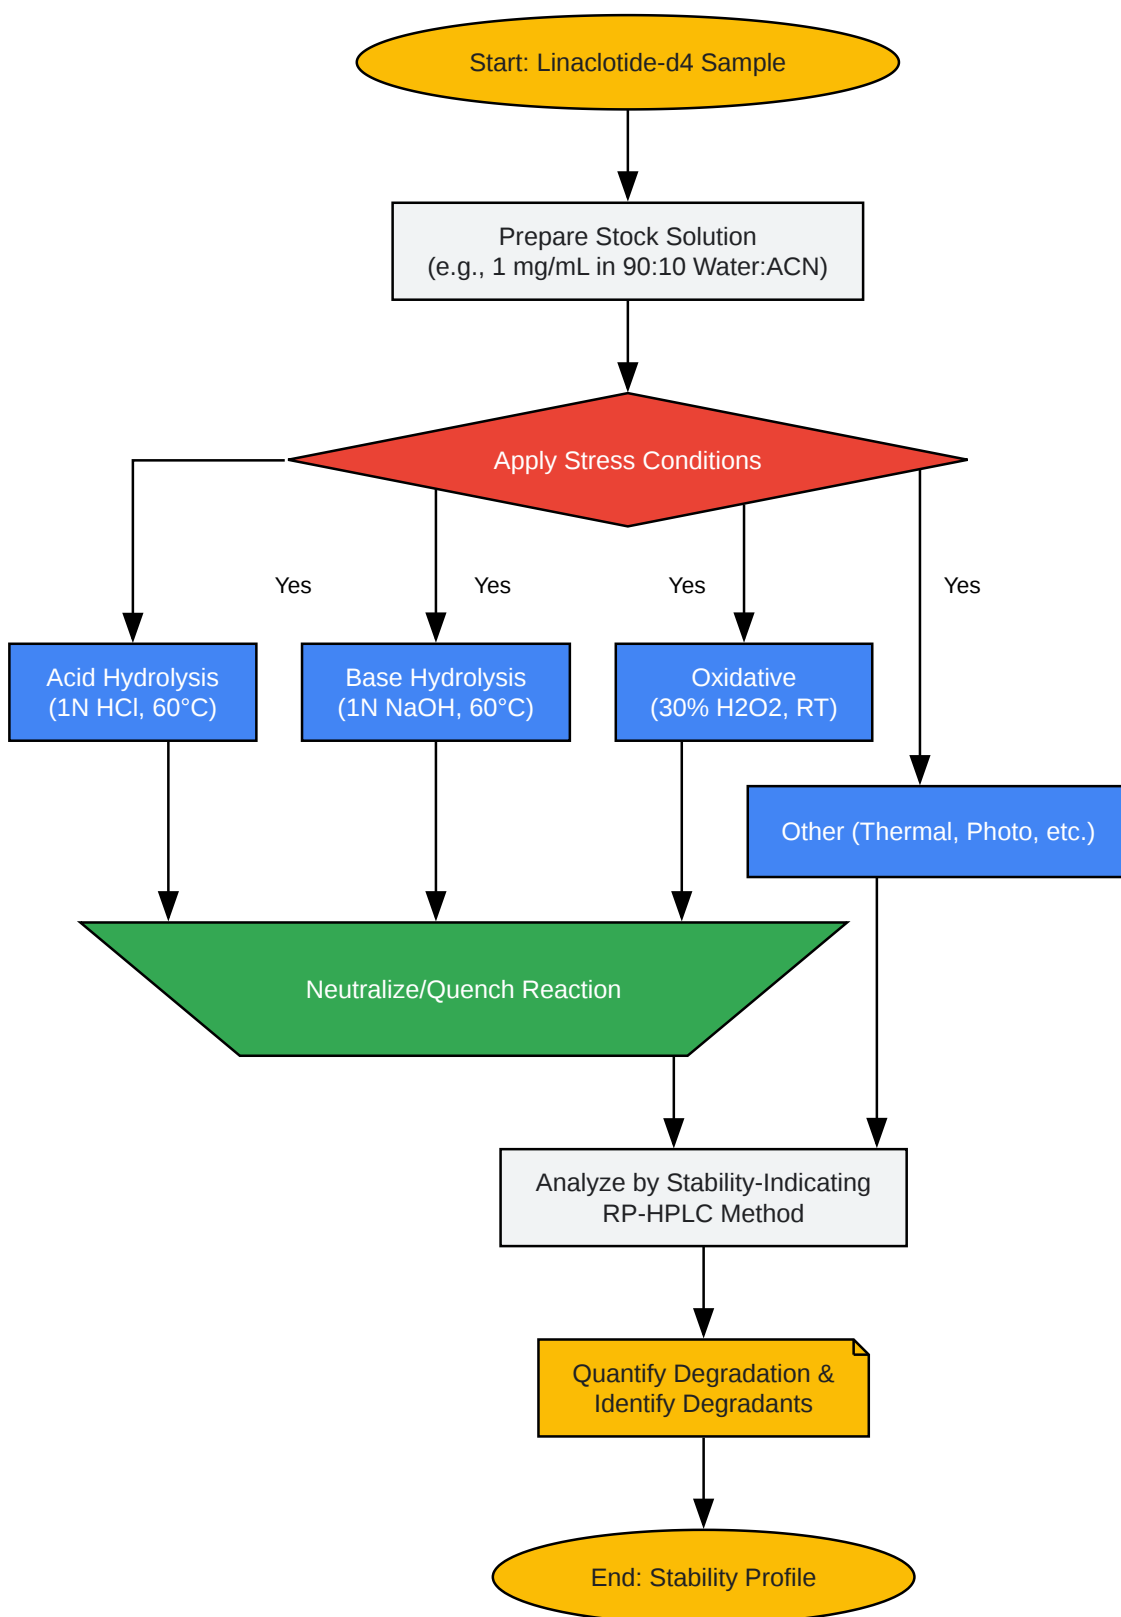 Start: Linaclotide-d4 Sample
Prepare Stock Solution
(e.g., 1 mg/mL in 90:10 Water:ACN)
Apply Stress Conditions
Yes
Yes
Yes
Yes
Acid Hydrolysis
(1N HCl, 60°C)
Base Hydrolysis
(1N NaOH, 60°C)
Oxidative
(30% H2O2, RT)
Other (Thermal, Photo, etc.)
Neutralize/Quench Reaction
Analyze by Stability-Indicating
RP-HPLC Method
Quantify Degradation &
Identify Degradants
End: Stability Profile